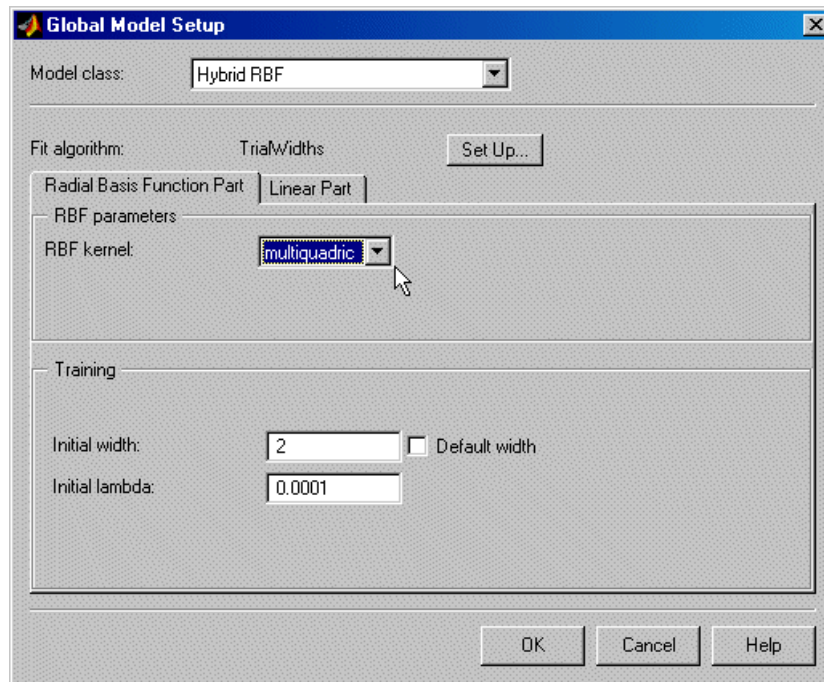 Global Model Setup
Model class: Hybrid RBF
Fit algorithm: TrialWidths Set Up...
Radial Basis Function Part Linear Part
RBF parameters
RBF kernel: multiquadric
Training
Initial width: 2 Default width
Initial lambda: 0.0001
OK Cancel Help